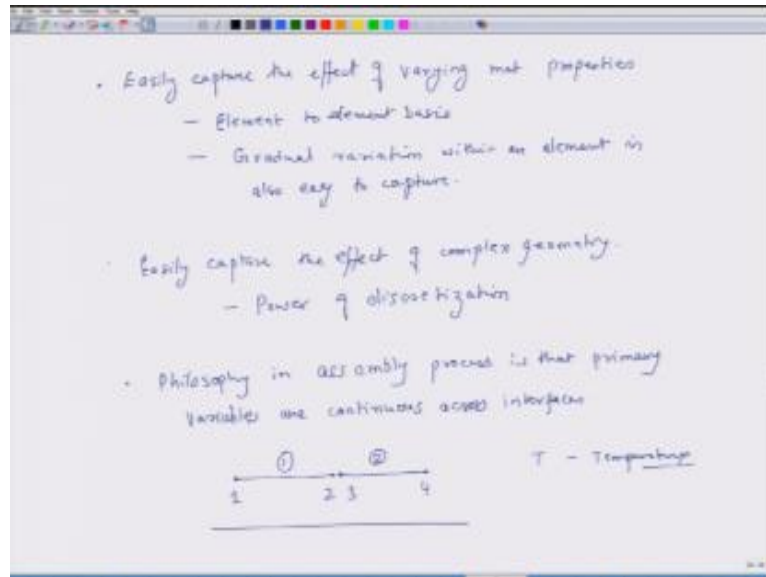 • Easily capture the effect of varying mat properties
– Element to element basis
– Gradual variation within an element is
also easy to capture.
Easily capture the effect of complex geometry.
– Power of discretization
• Philosophy in assembly process is that primary
variables are continuous across interfaces
① ② T – Temperature
1 2 3 4